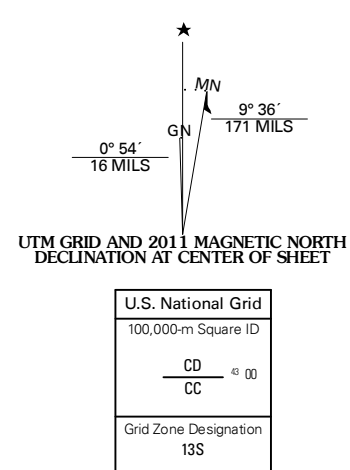 MN
9° 36´
171 MILS
GN
0° 54´
16 MILS
UTM GRID AND 2011 MAGNETIC NORTH
DECLINATION AT CENTER OF SHEET
U.S. National Grid
100,000-m Square ID
CD
43 00
CC
Grid Zone Designation
13S